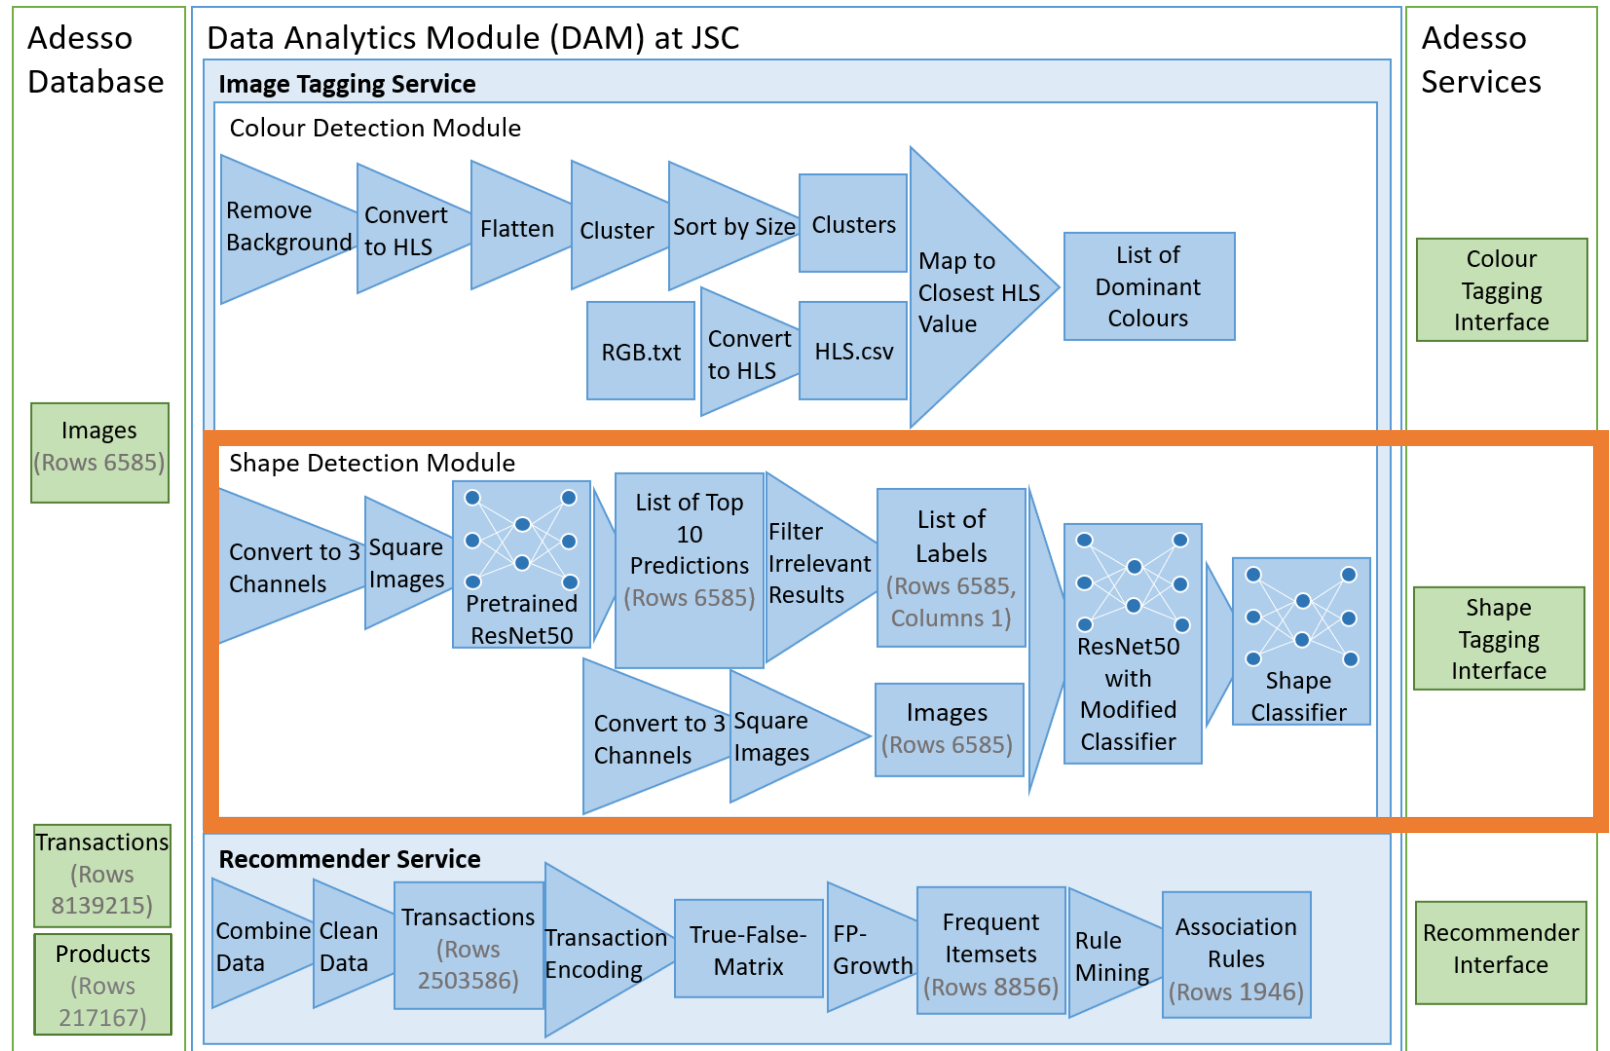 Adesso
Database
Images
(Rows 6585)
Transactions
(Rows
8139215)
Products
(Rows
217167)
Data Analytics Module (DAM) at JSC
Image Tagging Service
Colour Detection Module
Remove
Background
Convert
to HLS
Flatten
Cluster
Sort by Size
Clusters
RGB.txt
Convert
to HLS
HLS.csv
Map to
Closest HLS
Value
List of
Dominant
Colours
Shape Detection Module
Convert to 3
Channels
Square
Images
Pretrained
ResNet50
List of Top
10
Predictions
(Rows 6585)
Filter
Irrelevant
Results
List of
Labels
(Rows 6585,
Columns 1)
Convert to 3
Channels
Square
Images
Images
(Rows 6585)
ResNet50
with
Modified
Classifier
Shape
Classifier
Recommender Service
Combine
Data
Clean
Data
Transactions
(Rows
2503586)
Transaction
Encoding
True-False-
Matrix
FP-
Growth
Frequent
Itemsets
(Rows 8856)
Rule
Mining
Association
Rules
(Rows 1946)
Adesso
Services
Colour
Tagging
Interface
Shape
Tagging
Interface
Recommender
Interface